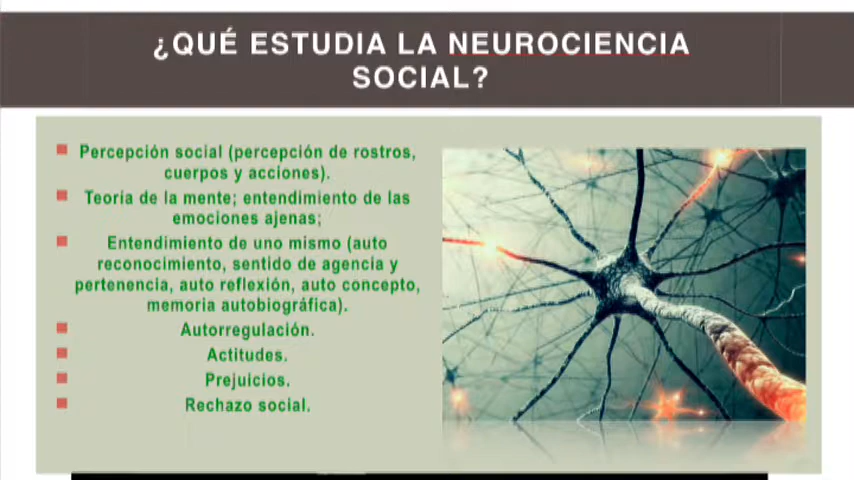 ¿QUÉ ESTUDIA LA NEUROCIENCIA
SOCIAL?
Percepción social (percepción de rostros,
cuerpos y acciones).
Teoría de la mente; entendimiento de las
emociones ajenas;
Entendimiento de uno mismo (auto
reconocimiento, sentido de agencia y
pertenencia, auto reflexión, auto concepto,
memoria autobiográfica).
Autorregulación.
Actitudes.
Prejuicios.
Rechazo social.